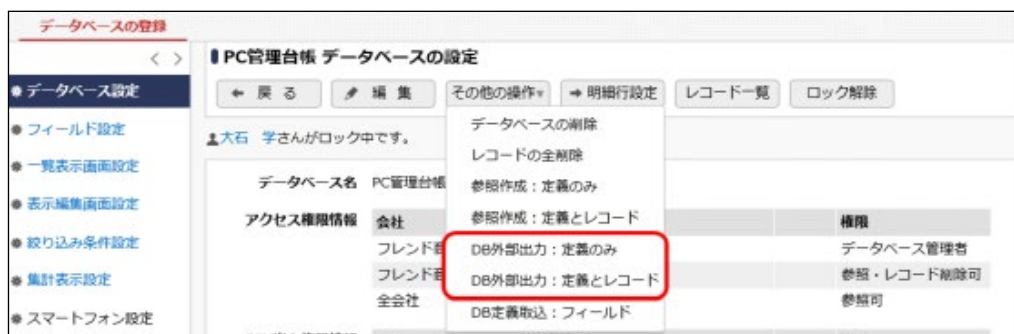 データベースの登録
< >
データベース設定
フィールド設定
一覧表示画面設定
表示編集画面設定
絞り込み条件設定
集計表示設定
スマートフォン設定
PC管理台帳 データベースの設定
戻る 編集 その他の操作▼ 明細行設定 レコード一覧 ロック解除
大石 学さんがロック中です。
データベースの削除
レコードの全削除
参照作成：定義のみ
参照作成：定義とレコード
DB外部出力：定義のみ
DB外部出力：定義とレコード
DB定義取込：フィールド
データベース名 PC管理台帳
アクセス権限情報 会社 権限
フレンド データベース管理者
フレンド 参照・レコード削除可
全会社 参照可